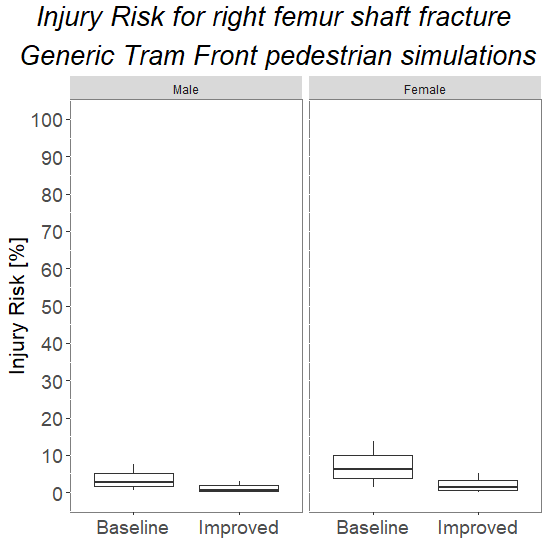 Injury Risk for right femur shaft fracture
Generic Tram Front pedestrian simulations
Male Female
100
90
80
70
60
50
40
30
20
10
0
Injury Risk [%]
Baseline Improved Baseline Improved